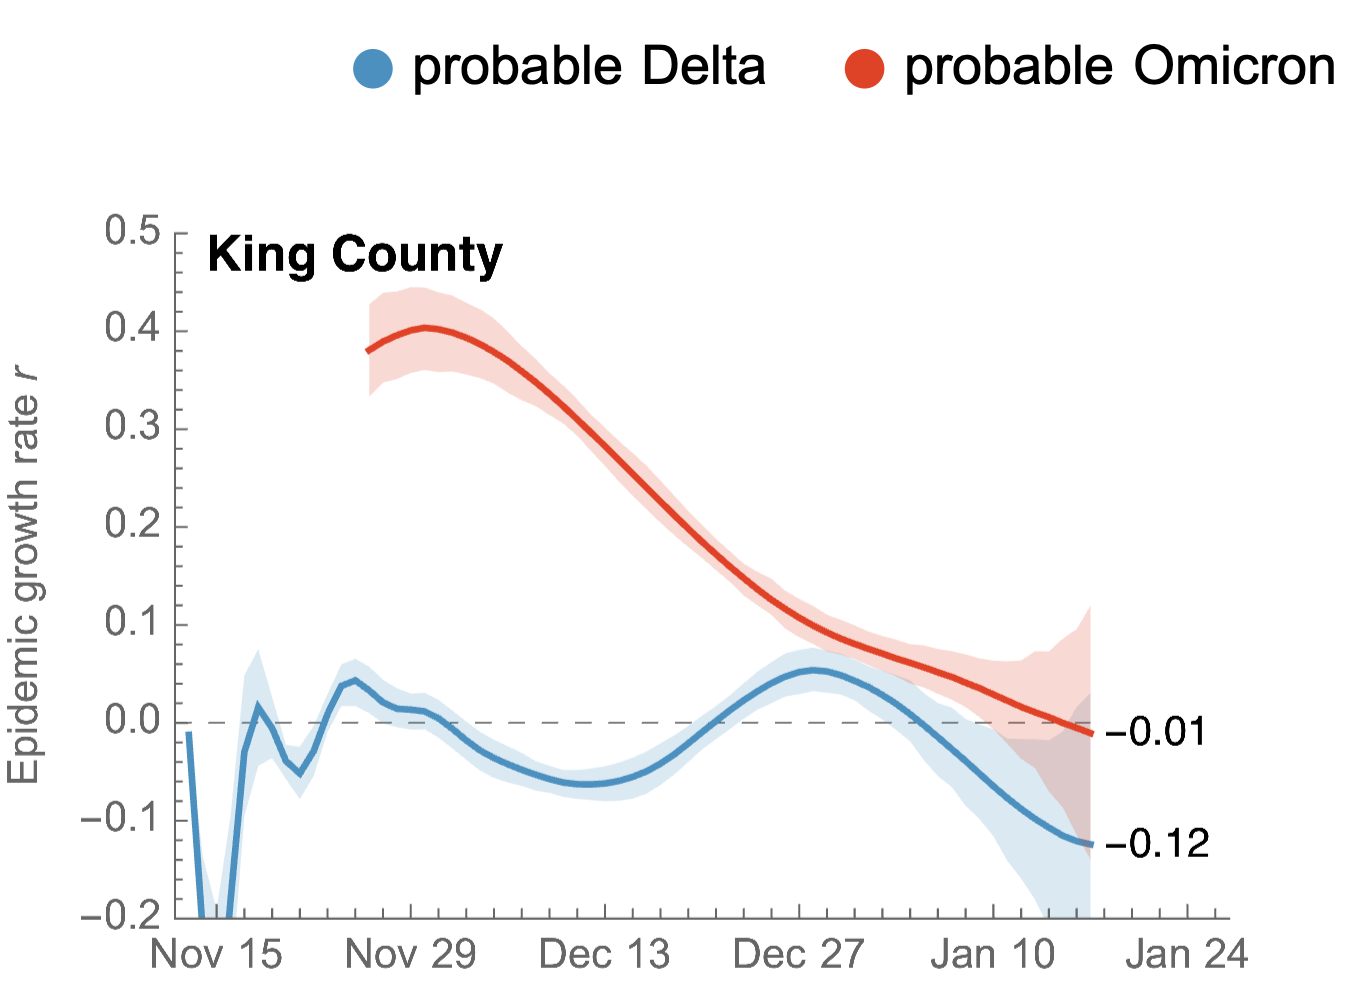 probable Delta
probable Omicron
King County
Epidemic growth rate r
0.5
0.4
0.3
0.2
0.1
0.0
−0.1
−0.2
−0.01
−0.12
Nov 15
Nov 29
Dec 13
Dec 27
Jan 10
Jan 24